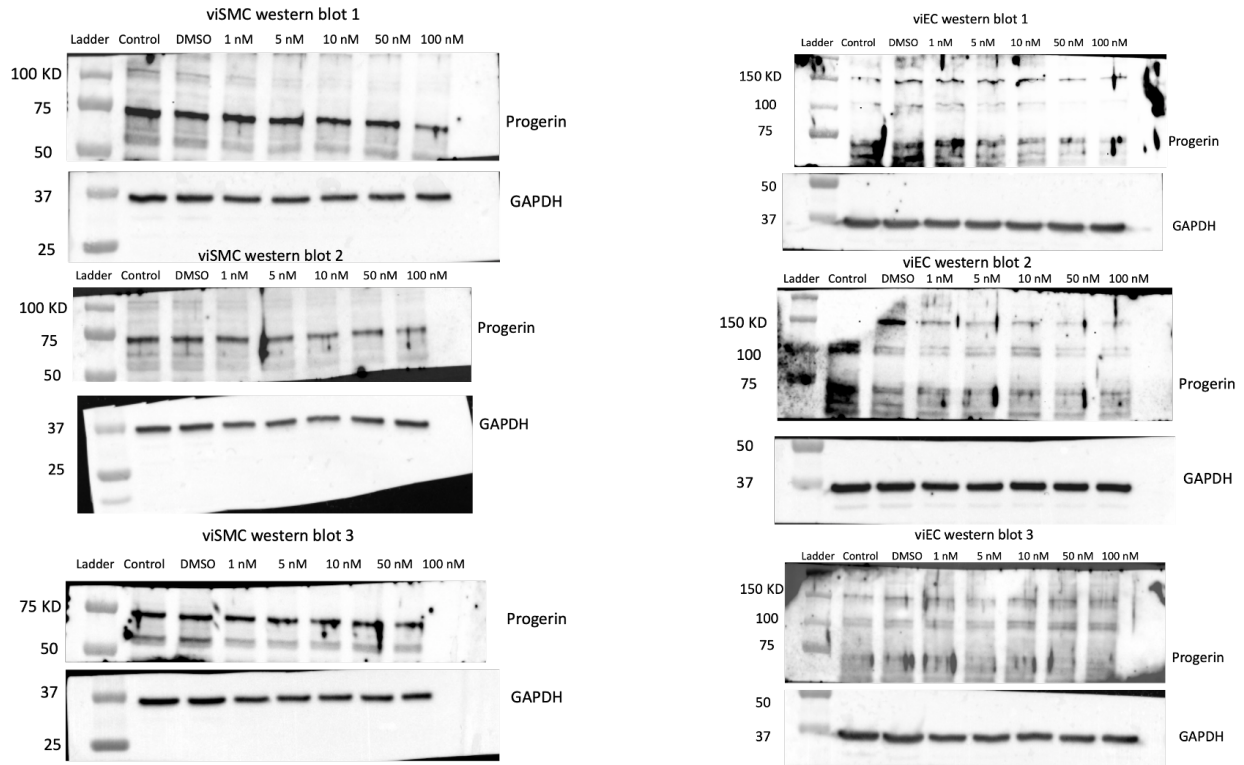 viSMC western blot 1
Ladder Control DMSO 1 nM 5 nM 10 nM 50 nM 100 nM
100 KD
75
Progerin
50
37
GAPDH
25
viSMC western blot 2
Ladder Control DMSO 1 nM 5 nM 10 nM 50 nM 100 nM
100 KD
Progerin
75
50
37
GAPDH
25
viSMC western blot 3
Ladder Control DMSO 1 nM 5 nM 10 nM 50 nM 100 nM
75 KD
Progerin
50
37
GAPDH
25
viEC western blot 1
Ladder Control DMSO 1 nM 5 nM 10 nM 50 nM 100 nM
150 KD
100
75
Progerin
50
37
GAPDH
viEC western blot 2
Ladder Control DMSO 1 nM 5 nM 10 nM 50 nM 100 nM
150 KD
100
75
Progerin
50
37
GAPDH
viEC western blot 3
Ladder Control DMSO 1 nM 5 nM 10 nM 50 nM 100 nM
150 KD
100
75
Progerin
50
37
GAPDH